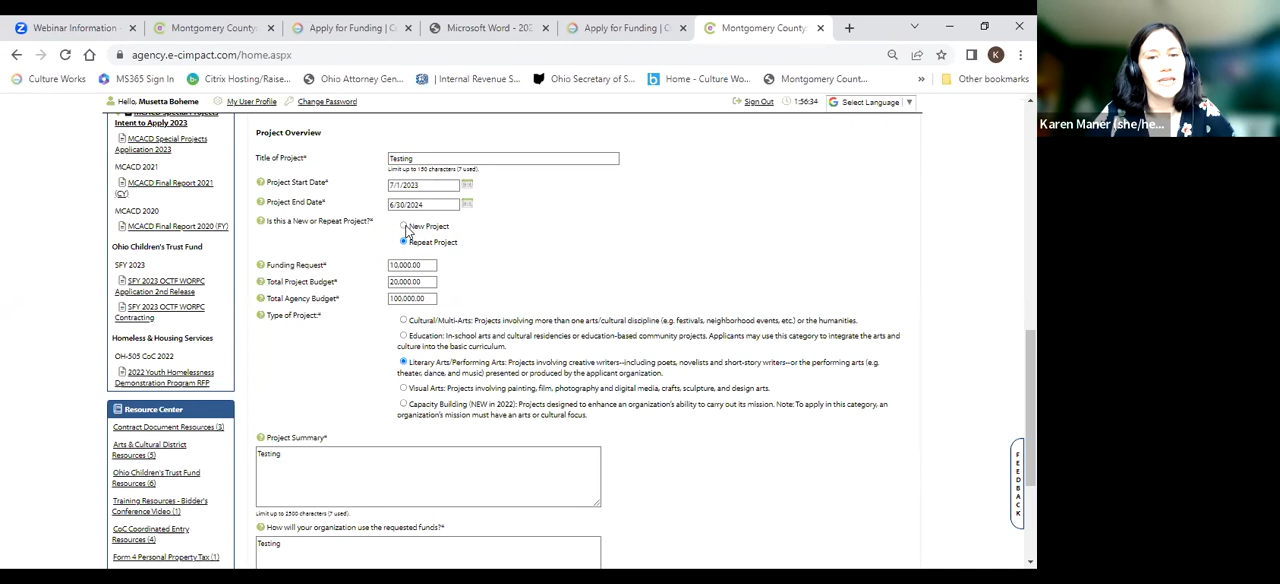 Webinar Information
Montgomery County
Apply for Funding | C
Microsoft Word - 202
Apply for Funding | C
Montgomery County
agency.e-cimpact.com/home.aspx
K
Culture Works
MS365 Sign In
Citrix Hosting/Raise...
Ohio Attorney Gen...
| Internal Revenue S...
Ohio Secretary of S...
Home - Culture Wo...
Montgomery Count...
»
Other bookmarks
Hello, Musetta Boheme
My User Profile
Change Password
Sign Out
1:56:34
Select Language
MCACD Special Projects
Intent to Apply 2023
MCACD Special Projects
Application 2023
MCACD 2021
MCACD Final Report 2021
(CY)
MCACD 2020
MCACD Final Report 2020 (FY)
Ohio Children's Trust Fund
SFY 2023
SFY 2023 OCTF WORPC
Application 2nd Release
SFY 2023 OCTF WORPC
Contracting
Homeless & Housing Services
OH-505 CoC 2022
2022 Youth Homelessness
Demonstration Program RFP
Resource Center
Contract Document Resources (3)
Arts & Cultural District
Resources (5)
Ohio Children's Trust Fund
Resources (6)
Training Resources - Bidder's
Conference Video (1)
CoC Coordinated Entry
Resources (4)
Form 4 Personal Property Tax (1)
Project Overview
Title of Project*
Testing
Limit up to 150 characters (7 used).
Project Start Date*
7/1/2023
Project End Date*
6/30/2024
Is this a New or Repeat Project?*
New Project
Repeat Project
Funding Request*
10,000.00
Total Project Budget*
20,000.00
Total Agency Budget*
100,000.00
Type of Project:*
Cultural/Multi-Arts: Projects involving more than one arts/cultural discipline (e.g. festivals, neighborhood events, etc.) or the humanities.
Education: In-school arts and cultural residencies or education-based community projects. Applicants may use this category to integrate the arts and
culture into the basic curriculum.
Literary Arts/Performing Arts: Projects involving creative writers--including poets, novelists and short-story writers--or the performing arts (e.g.
theater, dance, and music) presented or produced by the applicant organization.
Visual Arts: Projects involving painting, film, photography and digital media, crafts, sculpture, and design arts.
Capacity Building (NEW in 2022): Projects designed to enhance an organization's ability to carry out its mission. Note: To apply in this category, an
organization's mission must have an arts or cultural focus.
Project Summary*
Testing
Limit up to 2500 characters (7 used).
How will your organization use the requested funds?*
Testing
FEEDBACK
Karen Maner (she/he...